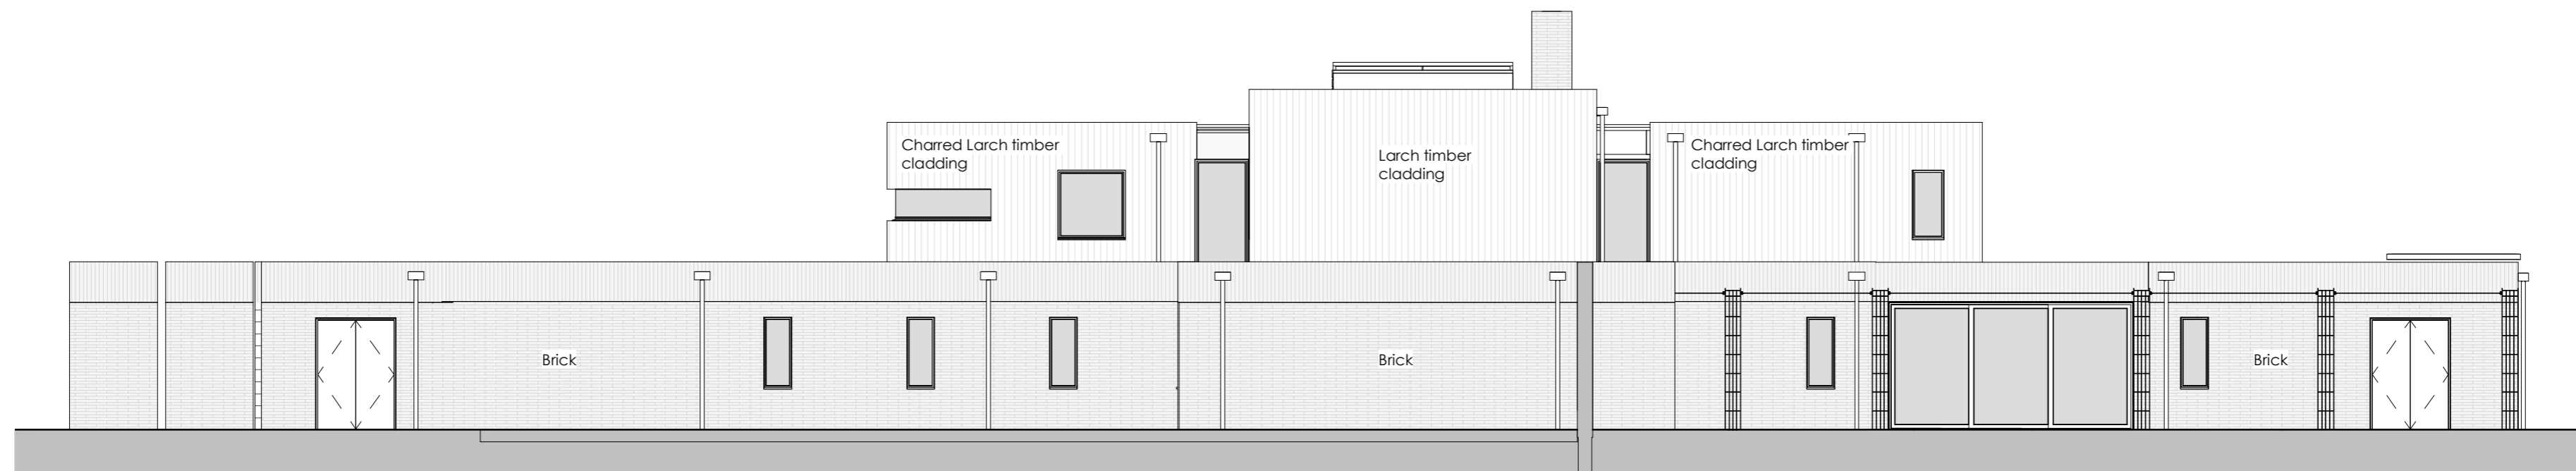 Charred Larch timber
cladding
Larch timber
cladding
Charred Larch timber
cladding
Brick
Brick
Brick